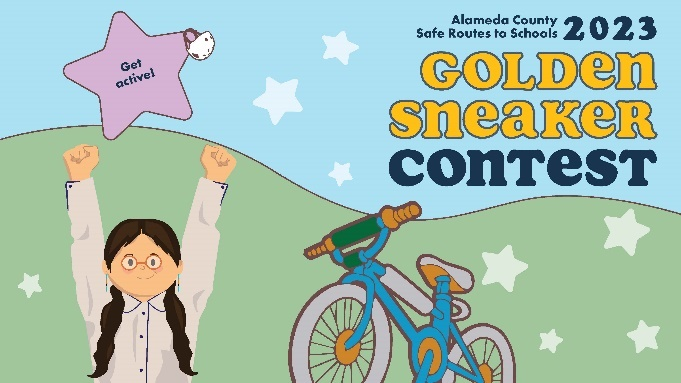 Get
active!
Alameda County
Safe Routes to Schools 2023
GOLDen
sneaker
contest